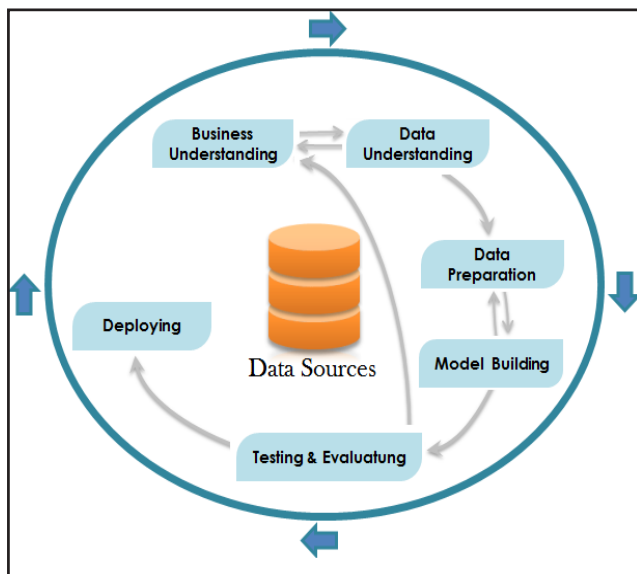 Business
Understanding
Data
Understanding
Data
Preparation
Model Building
Testing & Evaluatung
Deploying
Data Sources